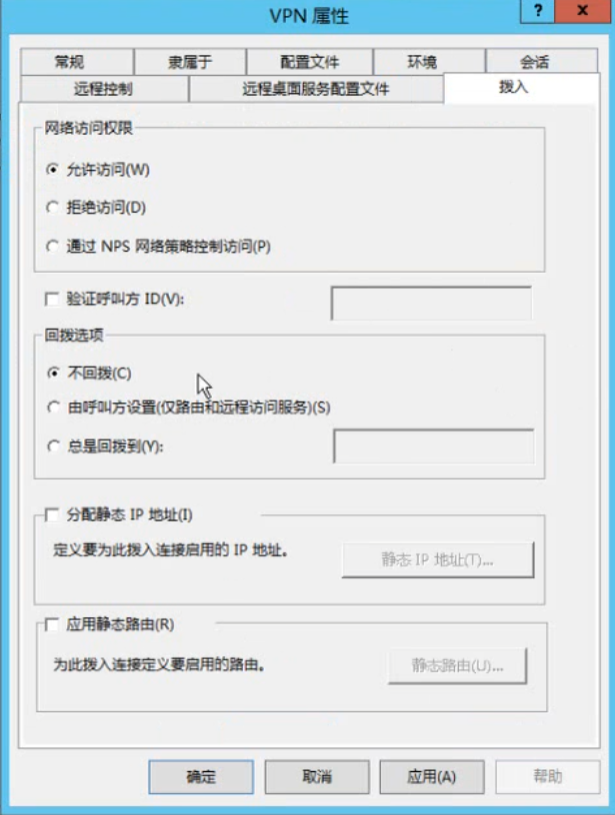 VPN 属性
?
x
常规 隶属于 配置文件 环境 会话
远程控制 远程桌面服务配置文件 拨入
网络访问权限
允许访问(W)
拒绝访问(D)
通过 NPS 网络策略控制访问(P)
验证呼叫方 ID(V):
回拨选项
不回拨(C)
由呼叫方设置(仅路由和远程访问服务)(S)
总是回拨到(Y):
分配静态 IP 地址(I)
定义要为此拨入连接启用的 IP 地址。
静态 IP 地址(T)...
应用静态路由(R)
为此拨入连接定义要启用的路由。
静态路由(U)...
确定 取消 应用(A) 帮助